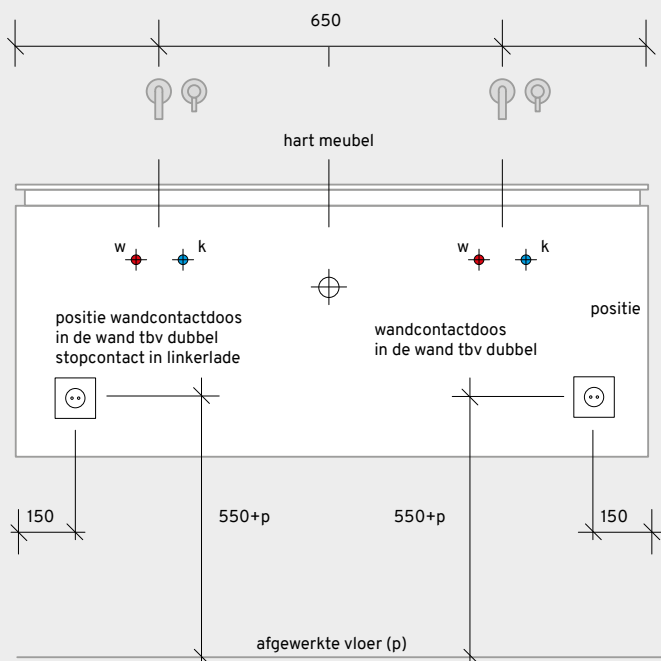 650
hart meubel
w
k
w
k
positie wandcontactdoos
in de wand tbv dubbel
stopcontact in linkerlade
positie
wandcontactdoos
in de wand tbv dubbel
150
550+p
550+p
150
afgewerkte vloer (p)